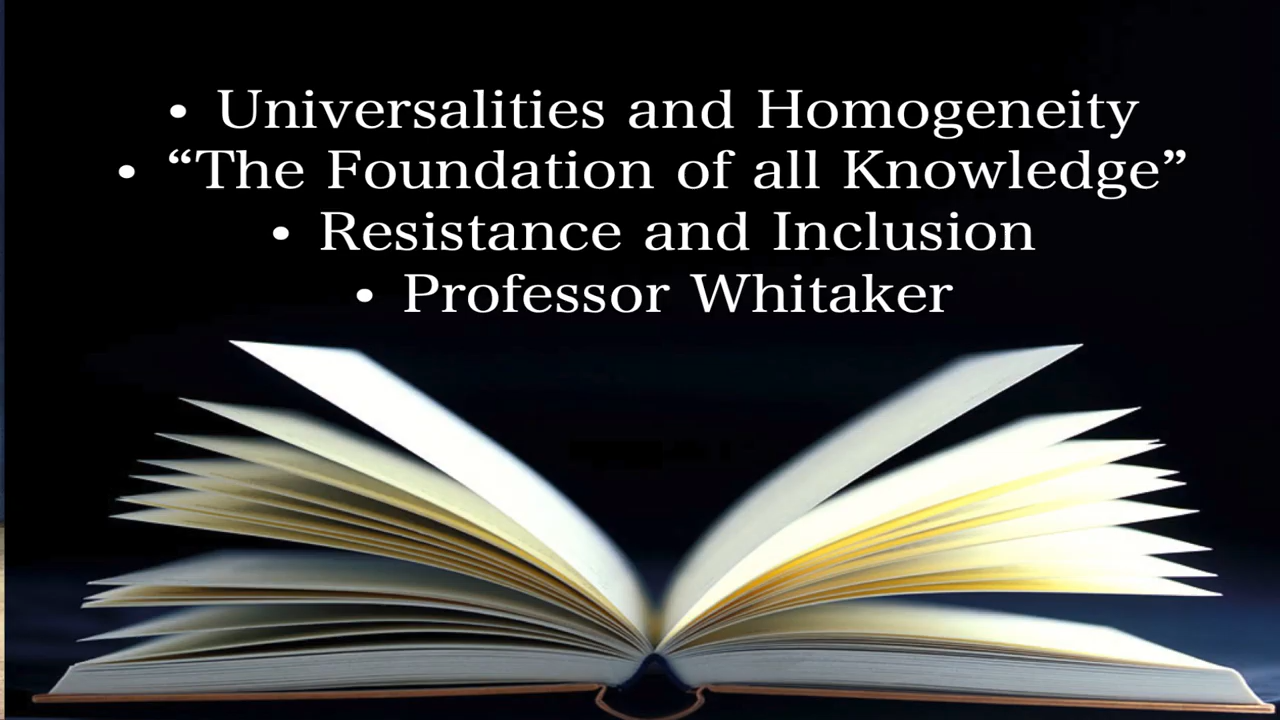 • Universalities and Homogeneity
• “The Foundation of all Knowledge”
• Resistance and Inclusion
• Professor Whitaker